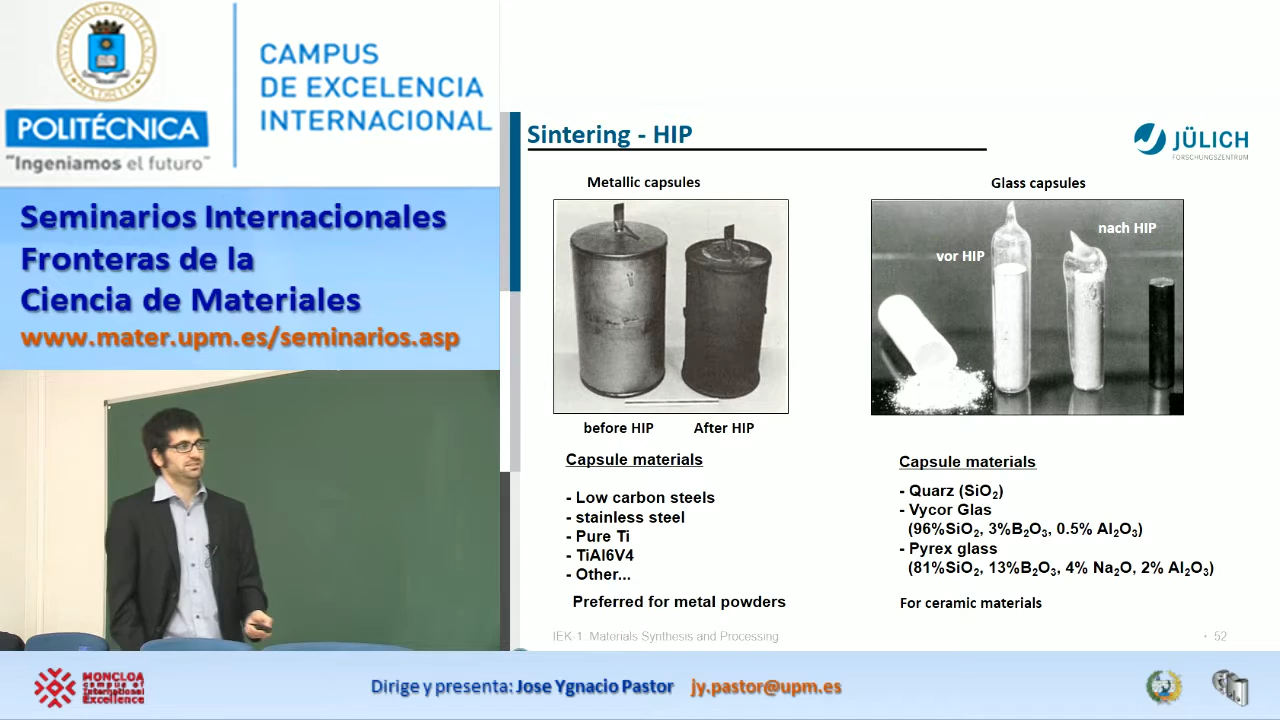 CAMPUS
DE EXCELENCIA
INTERNACIONAL
POLITÉCNICA
"Ingeniamos el futuro"
Seminarios Internacionales
Fronteras de la
Ciencia de Materiales
www.mater.upm.es/seminarios.asp
Sintering - HIP
JÜLICH
FORSCHUNGSZENTRUM
Metallic capsules
Glass capsules
vor HIP
nach HIP
before HIP
After HIP
Capsule materials
- Low carbon steels
- stainless steel
- Pure Ti
- TiAl6V4
- Other...
Preferred for metal powders
Capsule materials
- Quarz (SiO₂)
- Vycor Glas
(96%SiO₂, 3%B₂O₃, 0.5% Al₂O₃)
- Pyrex glass
(81%SiO₂, 13%B₂O₃, 4% Na₂O, 2% Al₂O₃)
For ceramic materials
IEK-1 Materials Synthesis and Processing
• 52
MONCLOA
campus of
International
Excellence
Dirige y presenta: Jose Ygnacio Pastor jy.pastor@upm.es